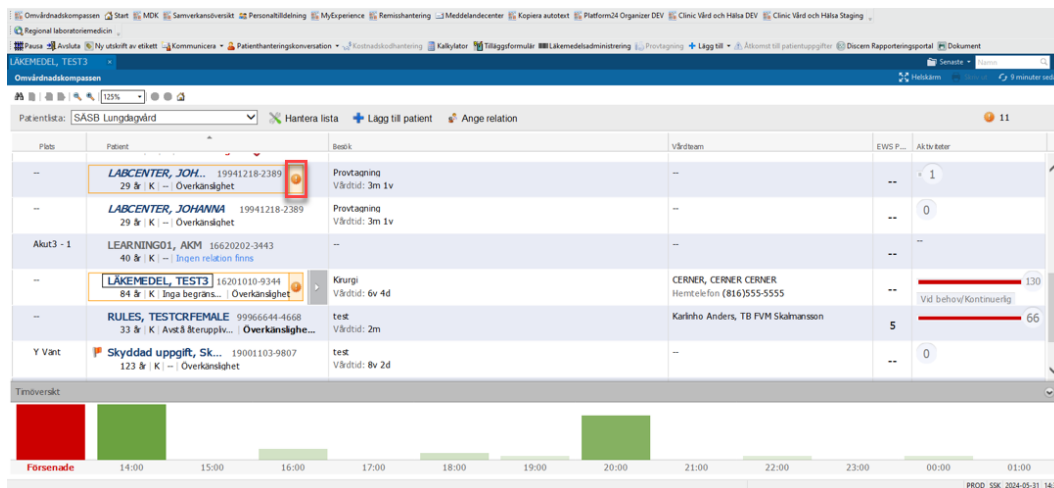 Omvårdnadskompassen Start MDK Samverkansöversikt Personaltilldelning MyExperience Remisshantering Meddelandecenter Kopiera autotext Platform24 Organizer DEV Clinic Vård och Hälsa DEV Clinic Vård och Hälsa Staging
Regional laboratoriemedicin
Pausa Avsluta Ny utskrift av etikett Kommunicera Patienthanteringskonversation Kostnadskodhantering Kalkylator Tilläggsformulär Läkemedelsadministrering Provtagning Lägg till Åtkomst till patientuppgifter Discern Rapporteringsportal Dokument
LÄKEMEDEL, TEST3 × Senaste Namn
Omvårdnadskompassen Helskärm Skriv ut 9 minuter sed
125%
Patientlista: SÄSB Lungdagvård Hantera lista Lägg till patient Ange relation 11
Plats Patient Besök Vårdteam EWS P... Aktiviteter
-- LABCENTER, JOH... 19941218-2389 Provtagning -- -- 1
29 år | K | -- | Överkänslighet Vårdtid: 3m 1v
LABCENTER, JOHANNA 19941218-2389 Provtagning -- -- 0
29 år | K | -- | Överkänslighet Vårdtid: 3m 1v
Akut3 - 1 LEARNING01, AKM 16620202-3443 -- -- -- --
40 år | K | -- | Ingen relation finns
-- LÄKEMEDEL, TEST3 16201010-9344 Kirurgi CERNER, CERNER CERNER -- 130
84 år | K | Inga begräns... | Överkänslighet Vårdtid: 6v 4d Hemtelefon (816)555-5555 Vid behov/Kontinuerlig
-- RULES, TESTCRFEMALE 99966644-4668 test Karlinho Anders, TB FVM Skalmansson 5 66
33 år | K | Avstå återuppliv... | Överkänslighe... Vårdtid: 2m
Y Vänt Skyddad uppgift, Sk... 19001103-9807 test -- -- 0
123 år | K | -- | Överkänslighet Vårdtid: 8v 2d
Timöversikt
Försenade 14:00 15:00 16:00 17:00 18:00 19:00 20:00 21:00 22:00 23:00 00:00 01:00
PROD SSK 2024-05-31